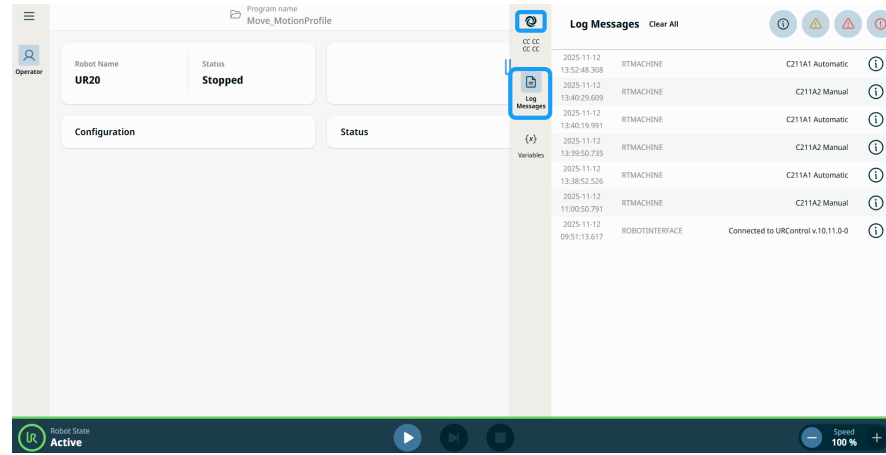 Program name
Move_MotionProfile
Operator
Robot Name
UR20
Status
Stopped
Configuration
Status
CC CC
CC CC
Log
Messages
{x}
Variables
Log Messages Clear All
2025-11-12
13:52:48.308
RTMACHINE
C211A1 Automatic
2025-11-12
13:40:29.609
RTMACHINE
C211A2 Manual
2025-11-12
13:40:19.991
RTMACHINE
C211A1 Automatic
2025-11-12
13:39:50.735
RTMACHINE
C211A2 Manual
2025-11-12
13:38:52.526
RTMACHINE
C211A1 Automatic
2025-11-12
11:00:50.791
RTMACHINE
C211A2 Manual
2025-11-12
09:51:13.617
ROBOTINTERFACE
Connected to URControl v.10.11.0-0
UR
Robot State
Active
Speed
100 %